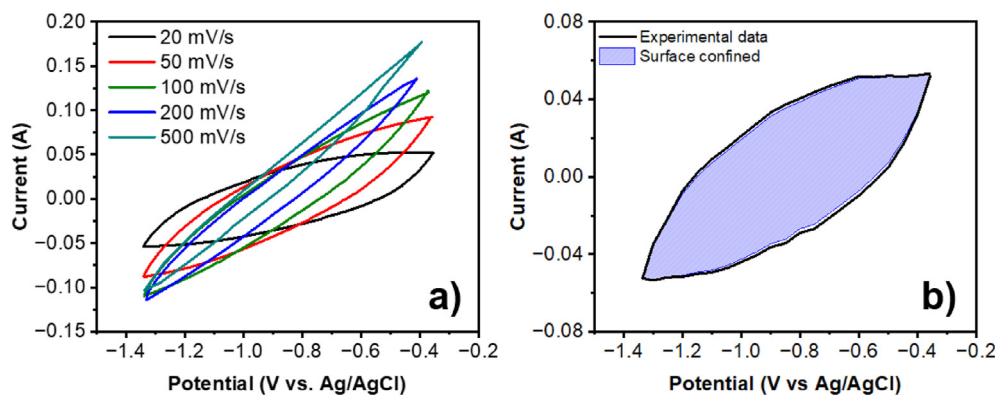 0.20
0.15
0.10
0.05
0.00
−0.05
−0.10
−0.15
−1.4 −1.2 −1.0 −0.8 −0.6 −0.4 −0.2
Current (A)
Potential (V vs. Ag/AgCl)
20 mV/s
50 mV/s
100 mV/s
200 mV/s
500 mV/s
a)
0.08
0.04
0.00
−0.04
−0.08
−1.4 −1.2 −1.0 −0.8 −0.6 −0.4 −0.2
Current (A)
Potential (V vs Ag/AgCl)
Experimental data
Surface confined
b)